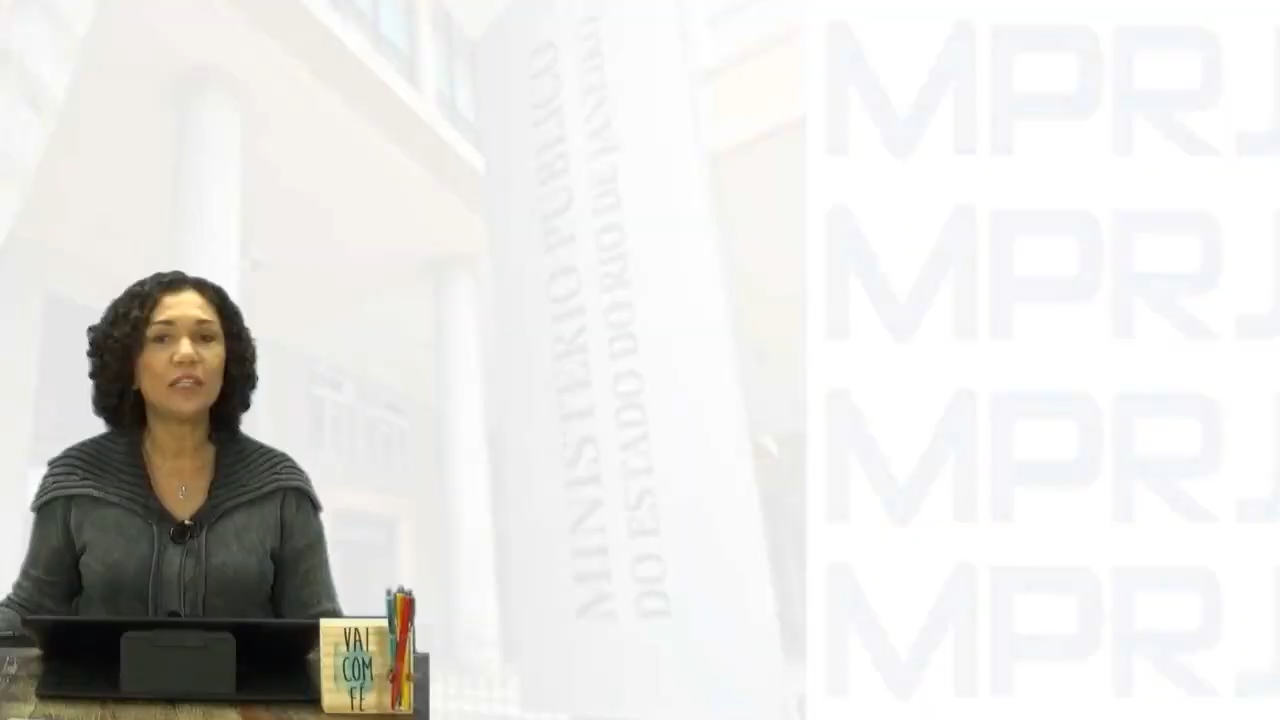 MINISTÉRIO PÚBLICO
DO ESTADO DO RIO DE JANEIRO
MPRJ
MPRJ
MPRJ
MPRJ
VAI
COM
FÉ